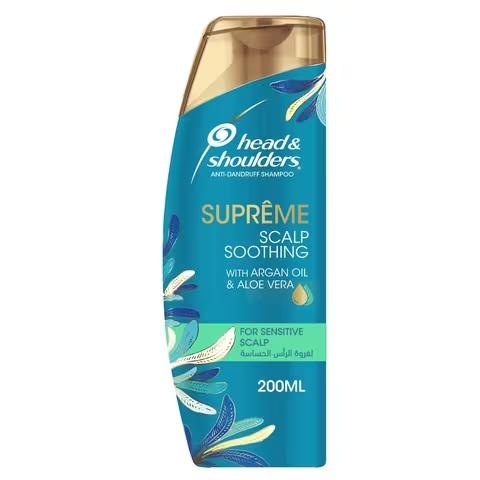 head&
shoulders
ANTI-DANDRUFF SHAMPOO
SUPRÊME
SCALP
SOOTHING
WITH ARGAN OIL
& ALOE VERA
FOR SENSITIVE
SCALP
لفروة الرأس الحساسة
200ML